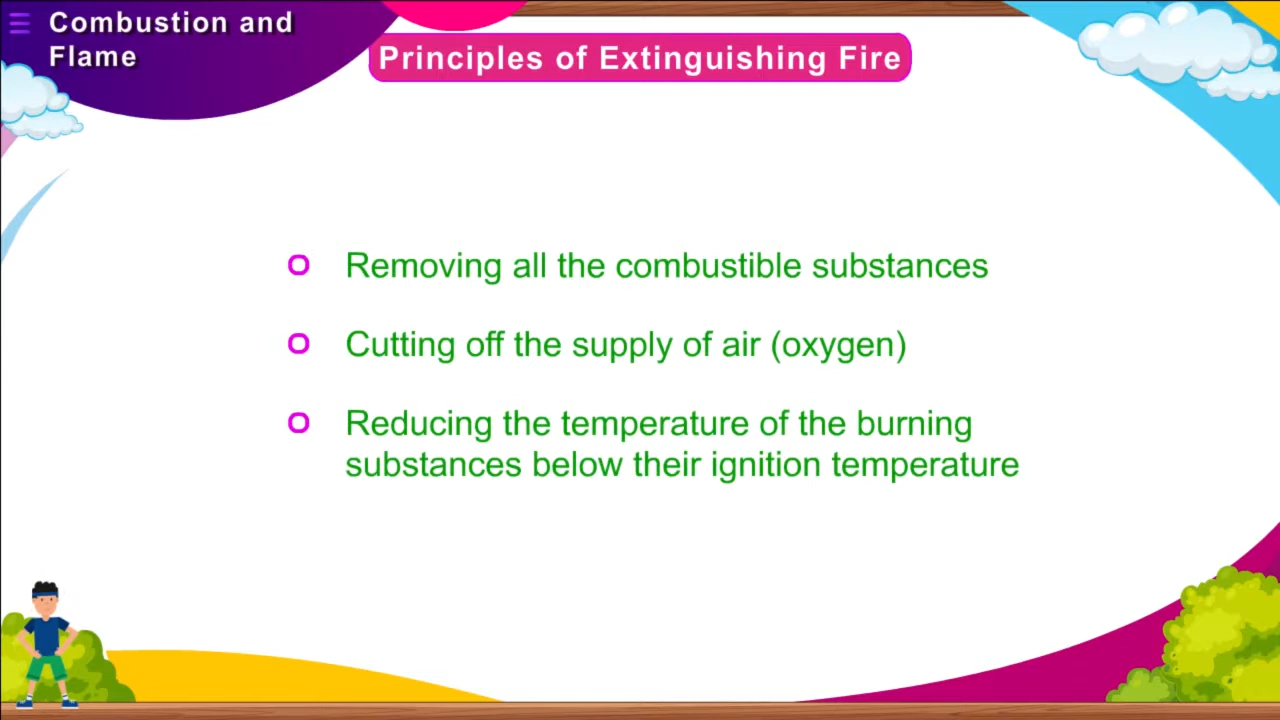 Combustion and
Flame
Principles of Extinguishing Fire
Removing all the combustible substances
Cutting off the supply of air (oxygen)
Reducing the temperature of the burning
substances below their ignition temperature